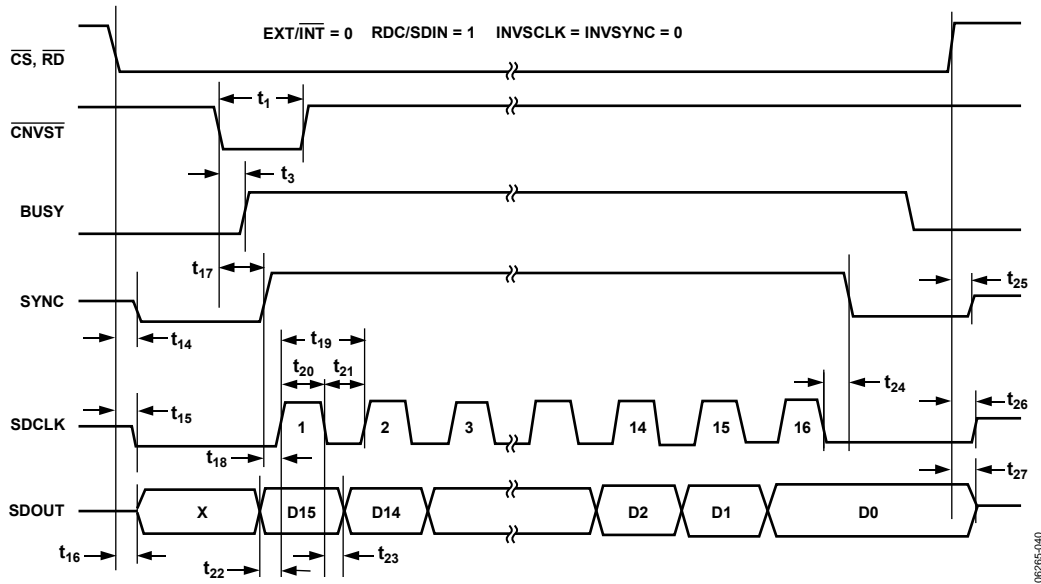 EXT/INT = 0 RDC/SDIN = 1 INVSCLK = INVSYNC = 0
CS, RD
t1
CNVST
t3
BUSY
t17
SYNC
t25
t14
t19
t20 t21
t24
t15
t26
SDCLK
1 2 3 14 15 16
t18
t27
SDOUT
X D15 D14 D2 D1 D0
t16
t22
t23
06265-040